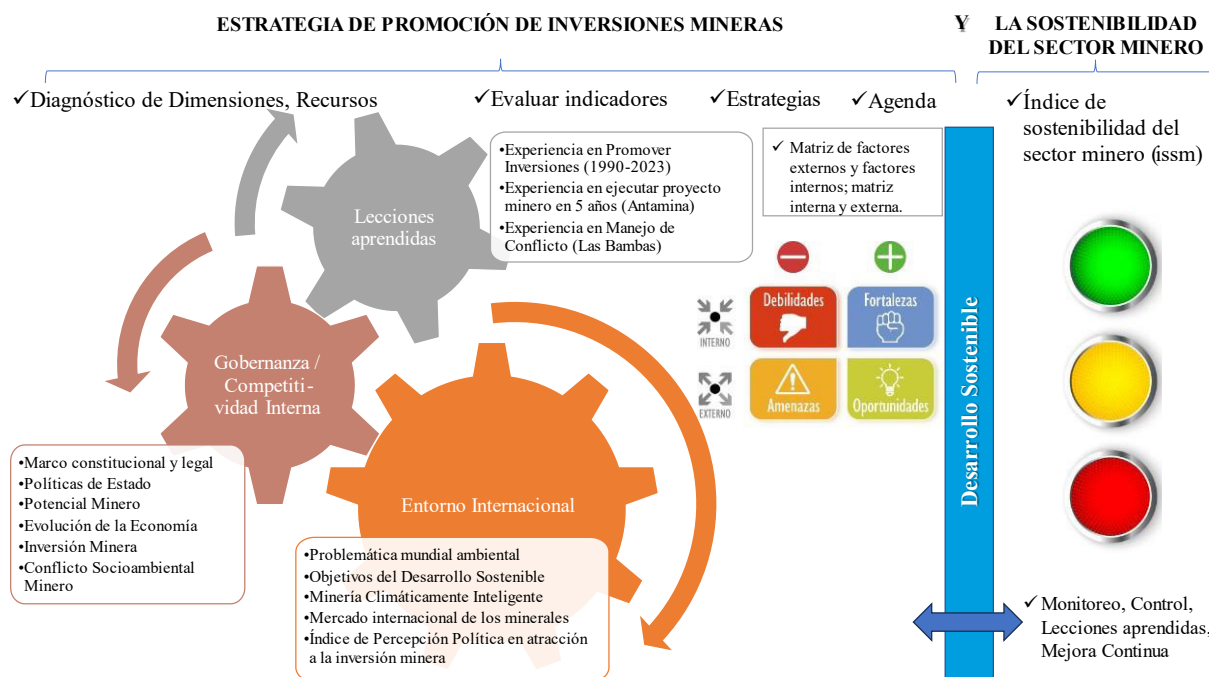 ESTRATEGIA DE PROMOCIÓN DE INVERSIONES MINERAS
Y
LA SOSTENIBILIDAD
DEL SECTOR MINERO
✓Diagnóstico de Dimensiones, Recursos
✓Evaluar indicadores
✓Estrategias
✓Agenda
✓Índice de
sostenibilidad del
sector minero (issm)
Lecciones
aprendidas
•Experiencia en Promover
Inversiones (1990-2023)
•Experiencia en ejecutar proyecto
minero en 5 años (Antamina)
•Experiencia en Manejo de
Conflicto (Las Bambas)
✓ Matriz de factores
externos y factores
internos; matriz
interna y externa.
INTERNO
Debilidades
Fortalezas
EXTERNO
Amenazas
Oportunidades
Desarrollo Sostenible
Gobernanza /
Competiti-
vidad Interna
•Marco constitucional y legal
•Políticas de Estado
•Potencial Minero
•Evolución de la Economía
•Inversión Minera
•Conflicto Socioambiental
Minero
Entorno Internacional
•Problemática mundial ambiental
•Objetivos del Desarrollo Sostenible
•Minería Climáticamente Inteligente
•Mercado internacional de los minerales
•Índice de Percepción Política en atracción
a la inversión minera
✓Monitoreo, Control,
Lecciones aprendidas,
Mejora Continua